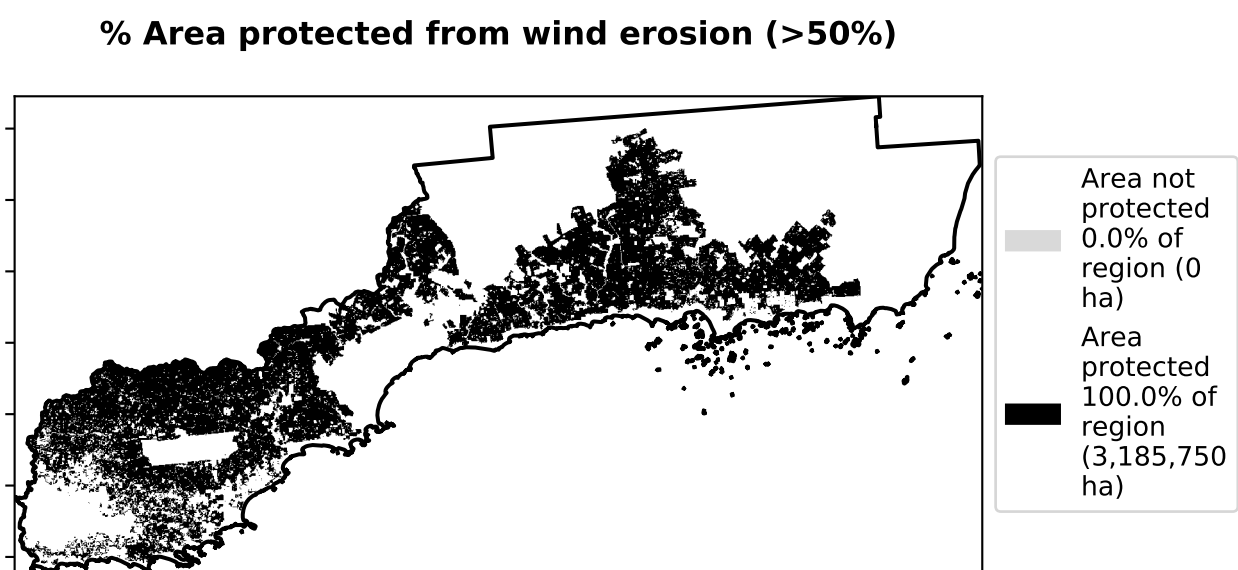 % Area protected from wind erosion (>50%)
Area not
protected
0.0% of
region (0
ha)
Area
protected
100.0% of
region
(3,185,750
ha)